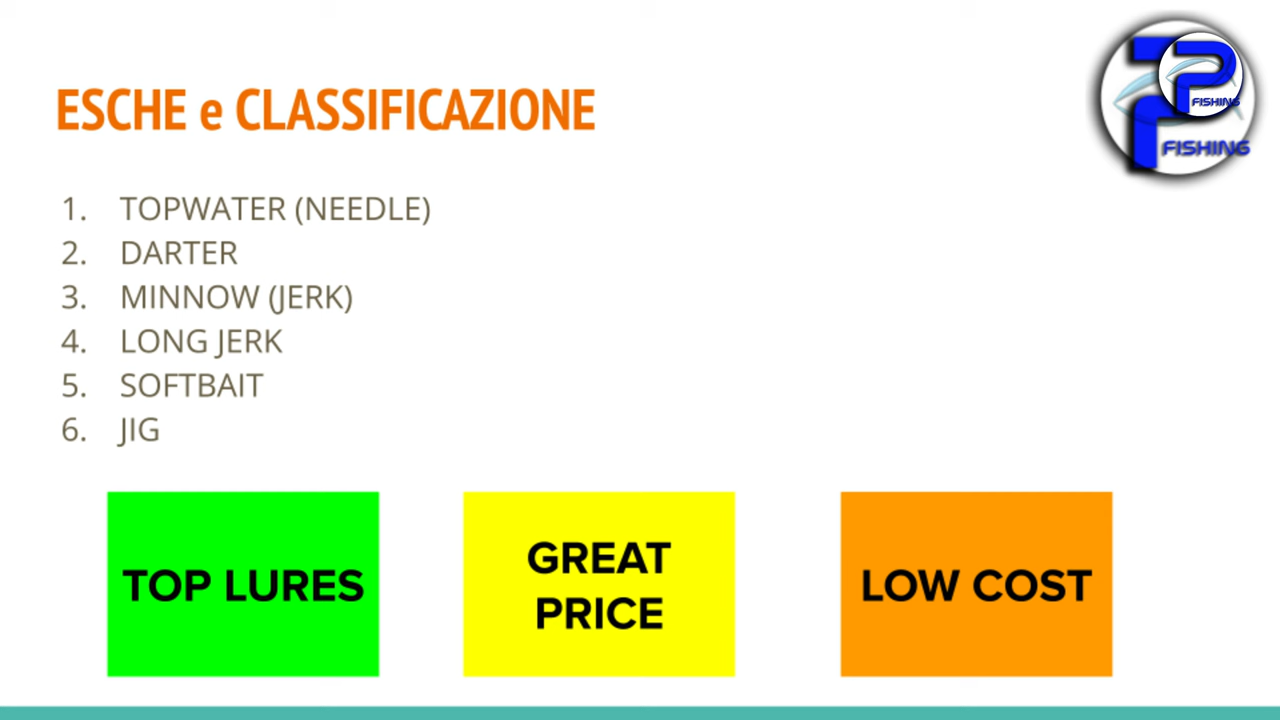 ESCHE e CLASSIFICAZIONE
P
FISHING
P
FISHING
1. TOPWATER (NEEDLE)
2. DARTER
3. MINNOW (JERK)
4. LONG JERK
5. SOFTBAIT
6. JIG
TOP LURES
GREAT
PRICE
LOW COST